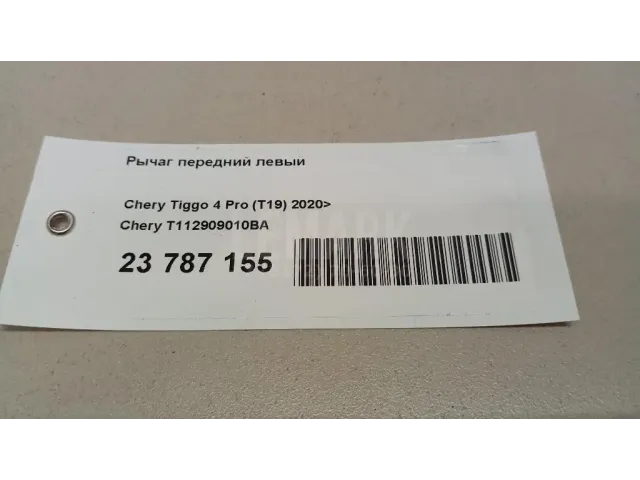 Рычаг передний левый
Chery Tiggo 4 Pro (T19) 2020>
Chery T112909010BA
23 787 155